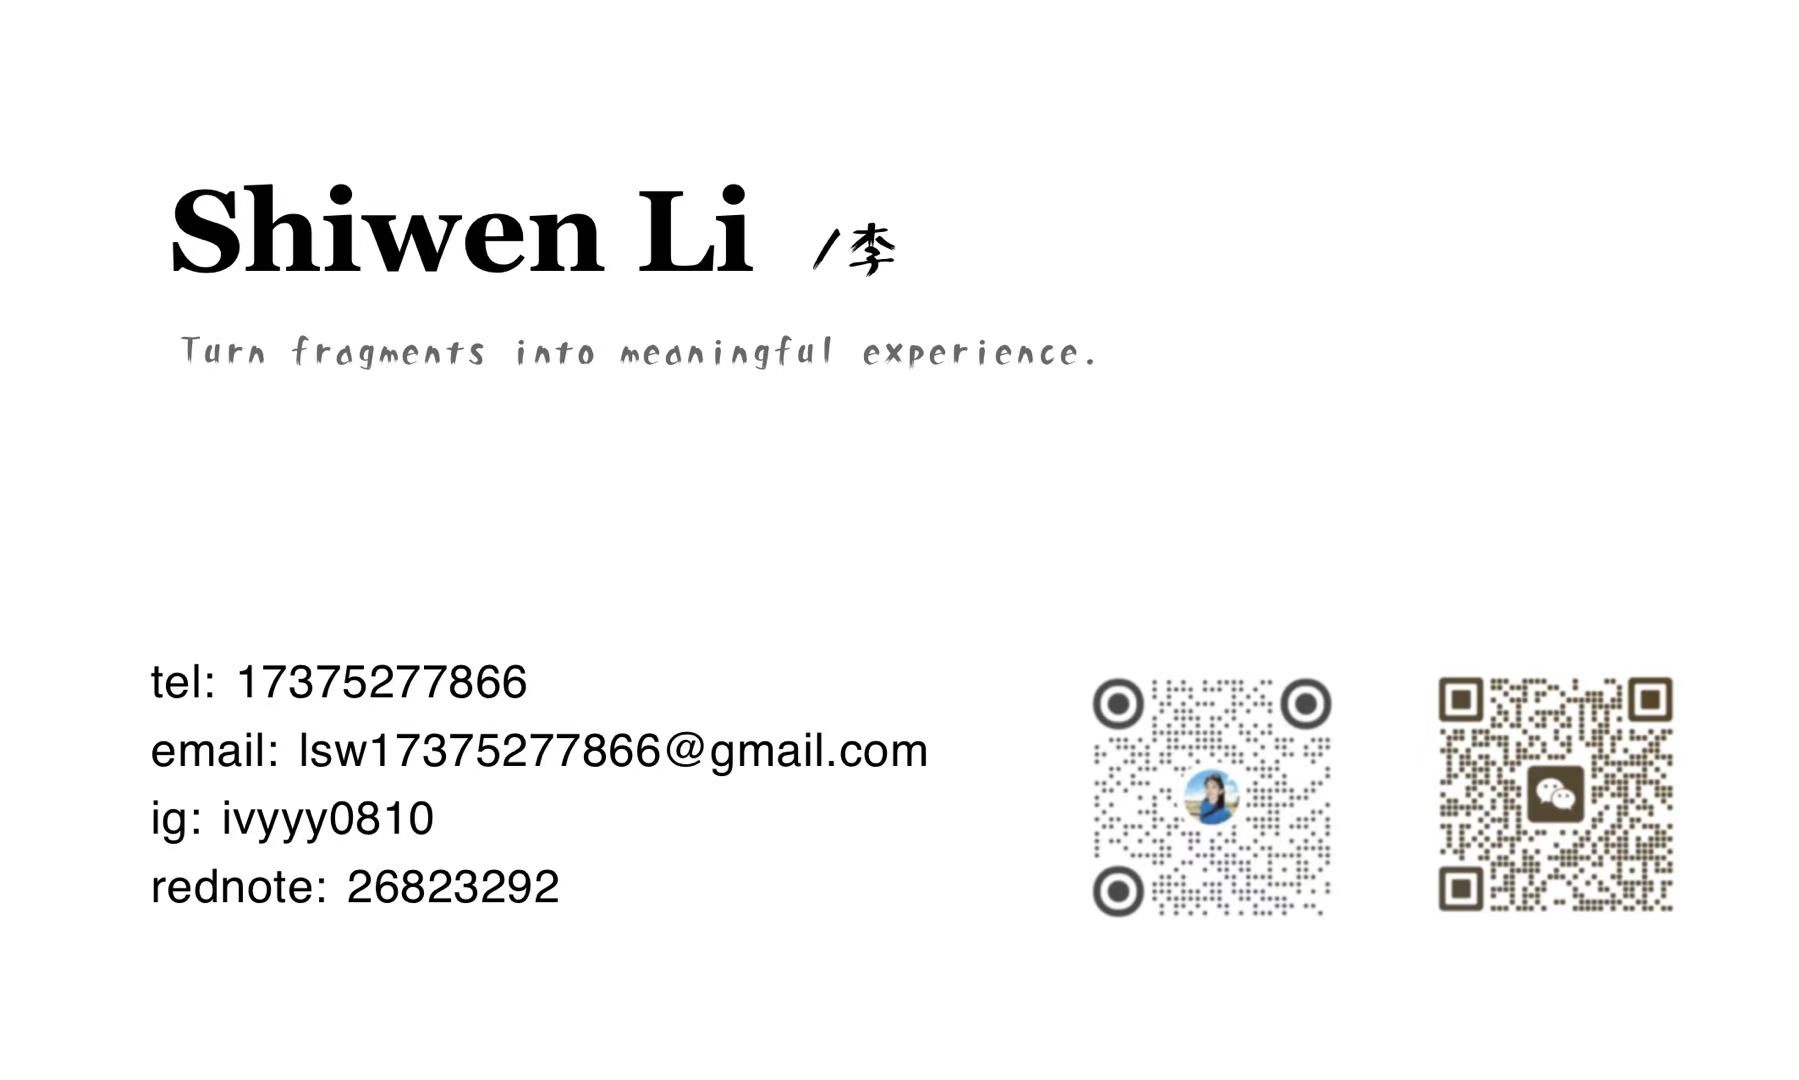 Shiwen Li /李
Turn fragments into meaningful experience.
tel: 17375277866
email: lsw17375277866@gmail.com
ig: ivyyy0810
rednote: 26823292